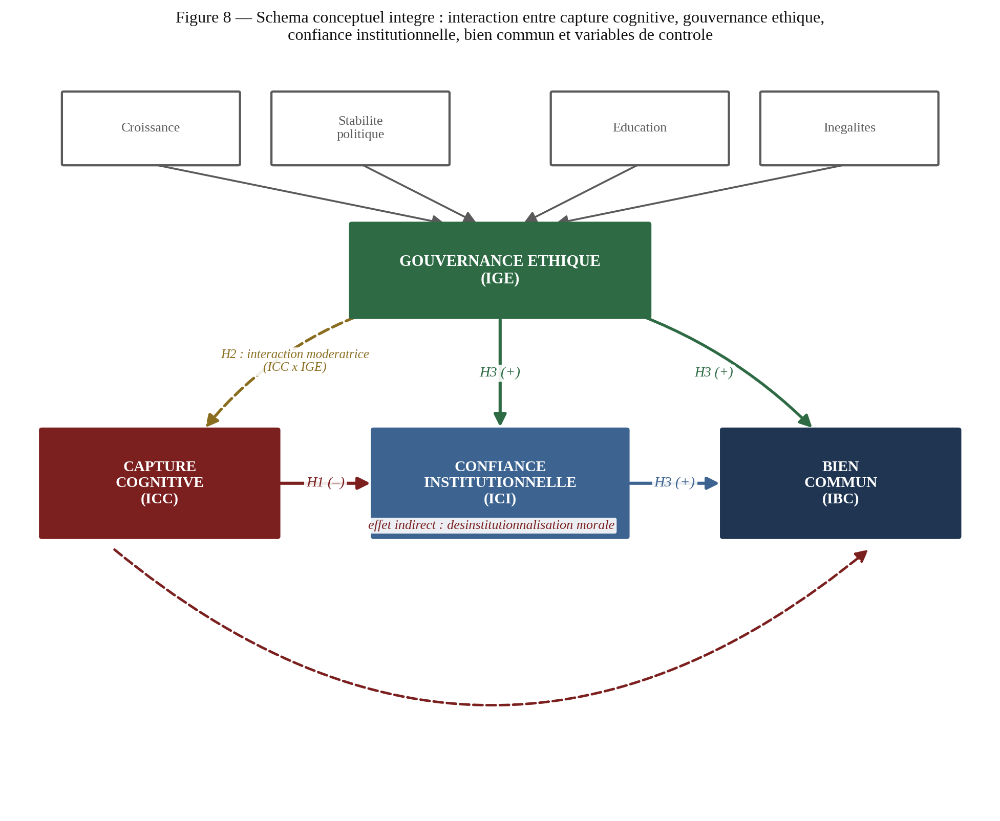 Figure 8 — Schema conceptuel integre : interaction entre capture cognitive, gouvernance ethique,
confiance institutionnelle, bien commun et variables de controle
Croissance
Stabilite
politique
Education
Inegalites
GOUVERNANCE ETHIQUE
(IGE)
H2 : interaction moderatrice
(ICC x IGE)
H3 (+)
H3 (+)
CAPTURE
COGNITIVE
(ICC)
H1 (–)
CONFIANCE
INSTITUTIONNELLE
(ICI)
effet indirect : desinstitutionnalisation morale
H3 (+)
BIEN
COMMUN
(IBC)